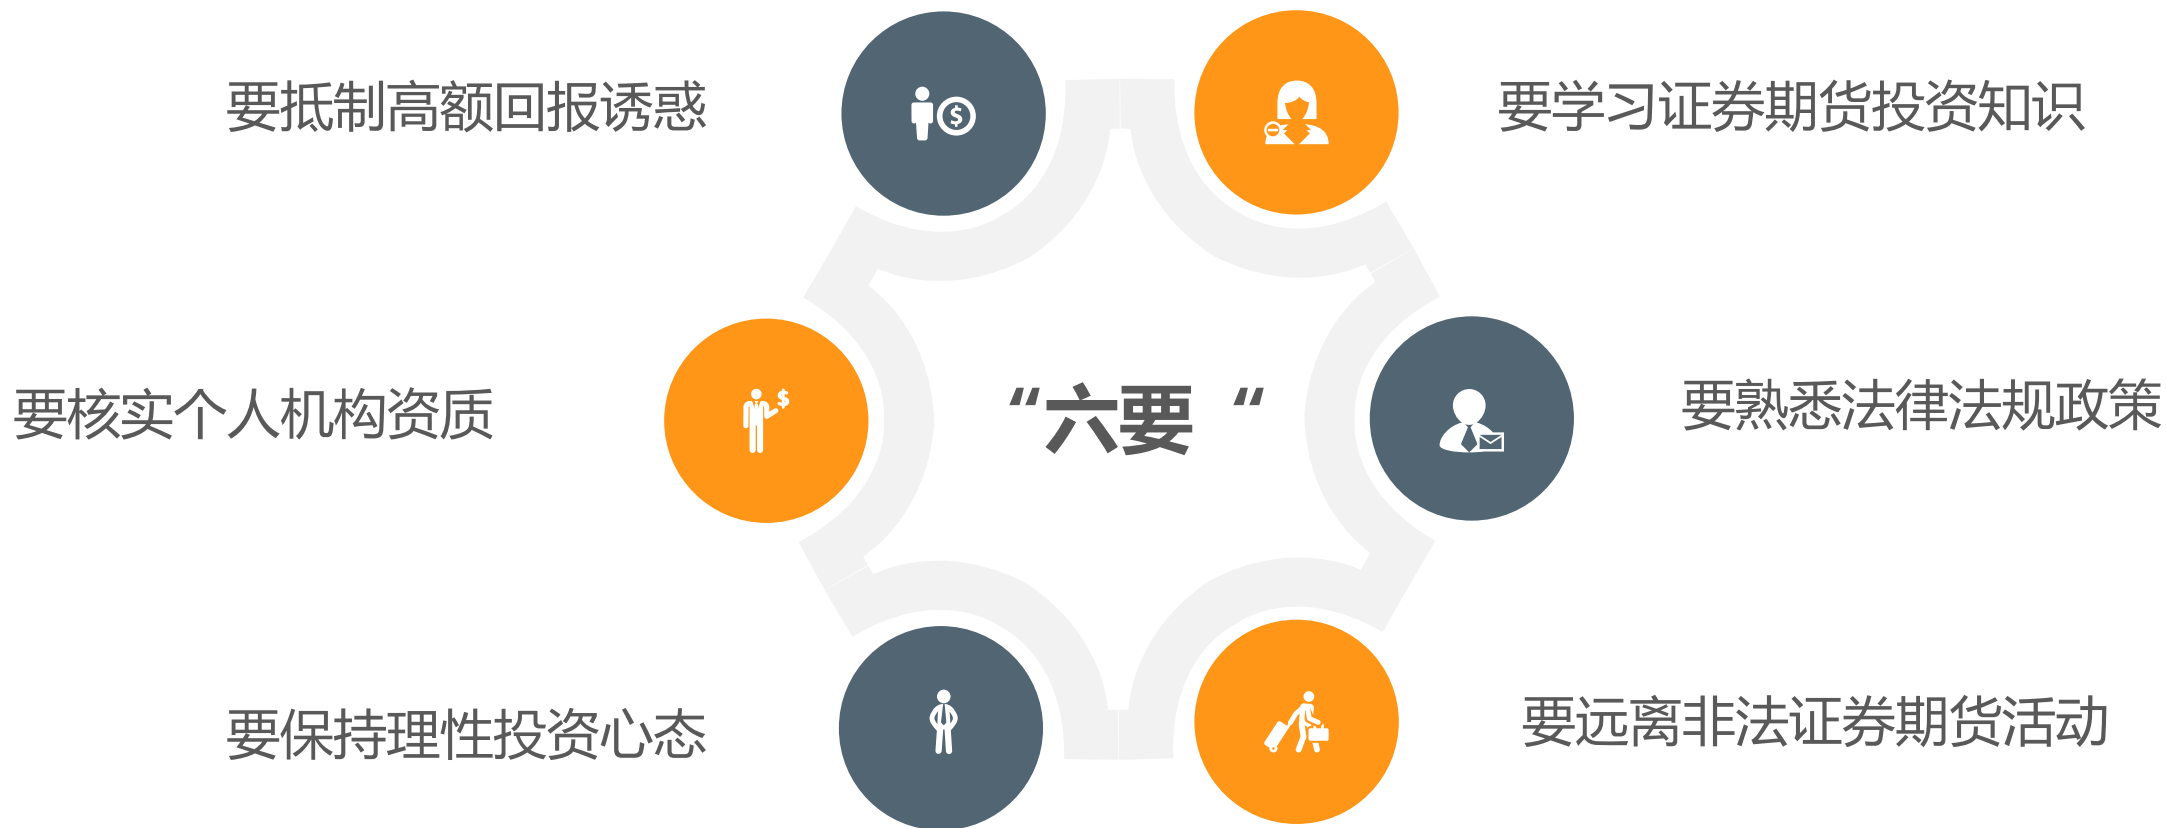 要抵制高额回报诱惑
要学习证券期货投资知识
要核实个人机构资质
“六要 “
要熟悉法律法规政策
要保持理性投资心态
要远离非法证券期货活动